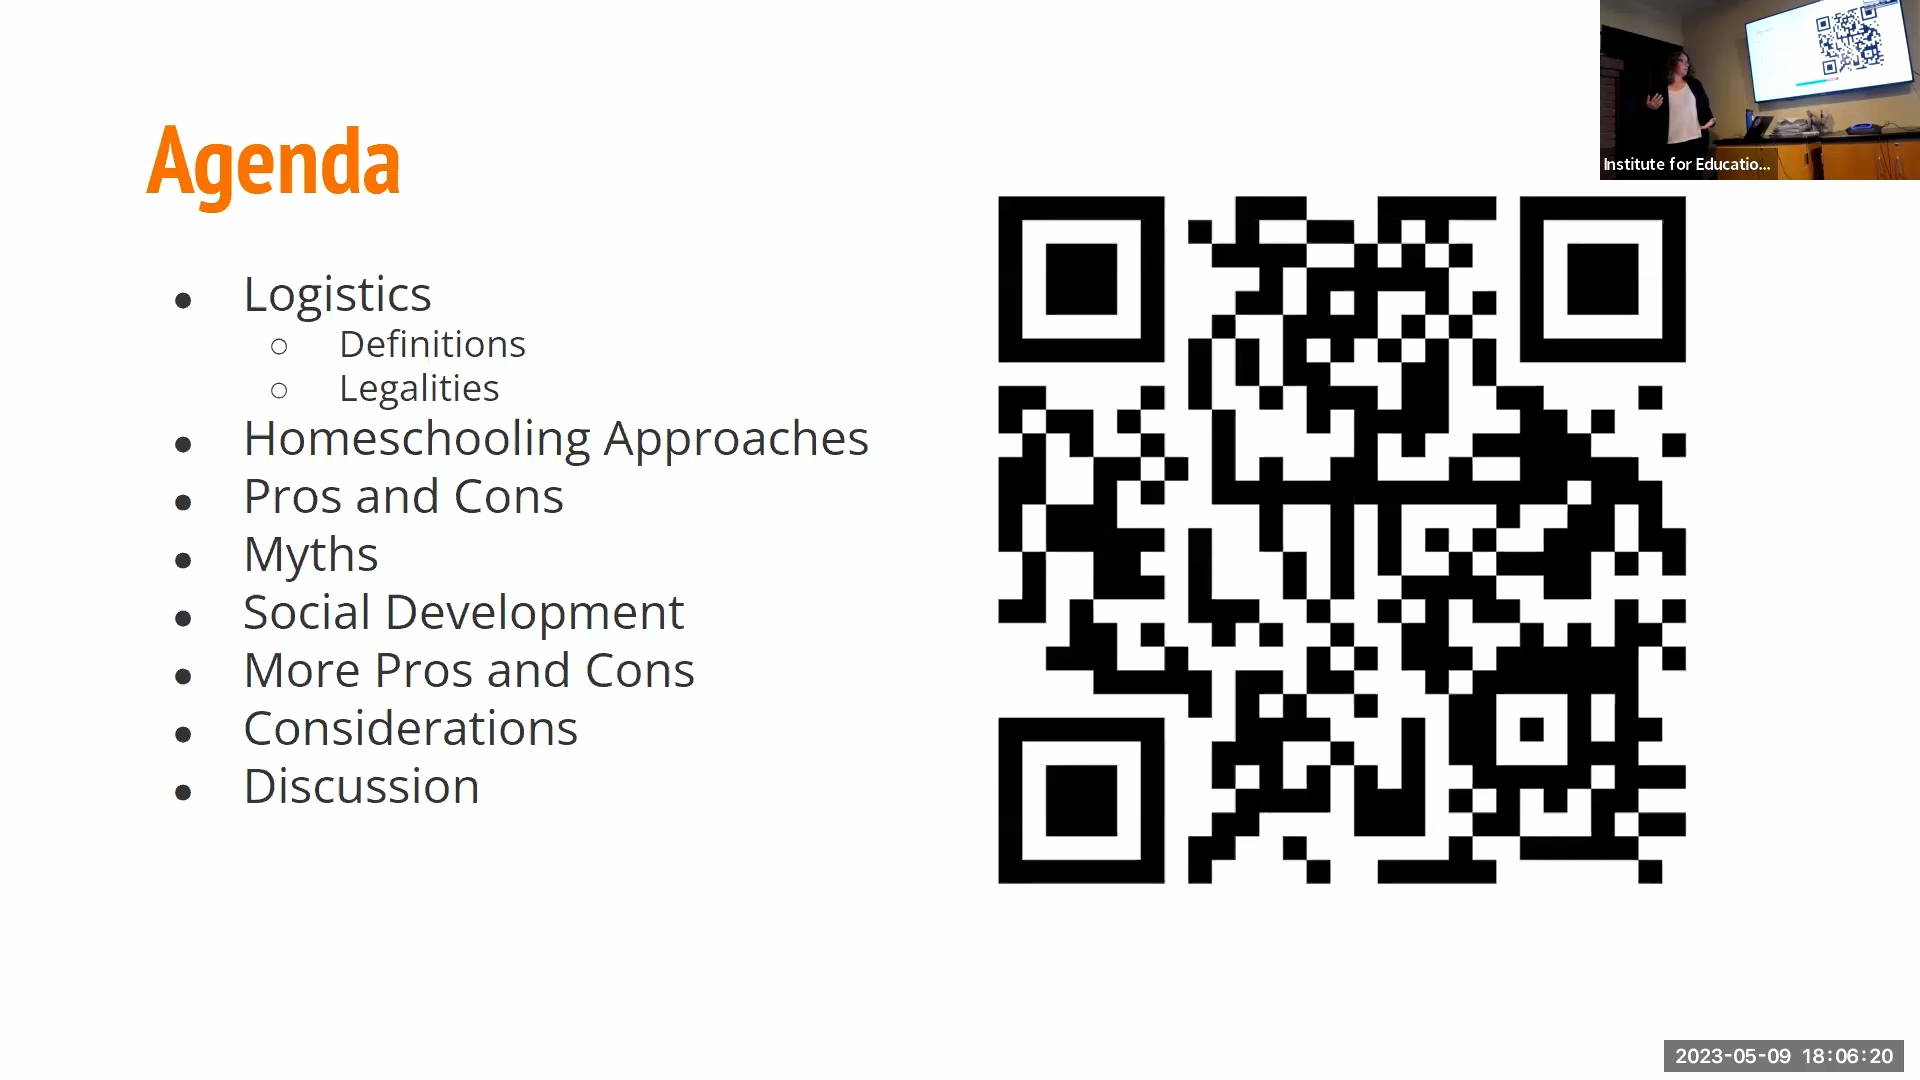 Agenda
Logistics
Definitions
Legalities
Homeschooling Approaches
Pros and Cons
Myths
Social Development
More Pros and Cons
Considerations
Discussion
Institute for Educatio...
2023-05-09 18:06:20